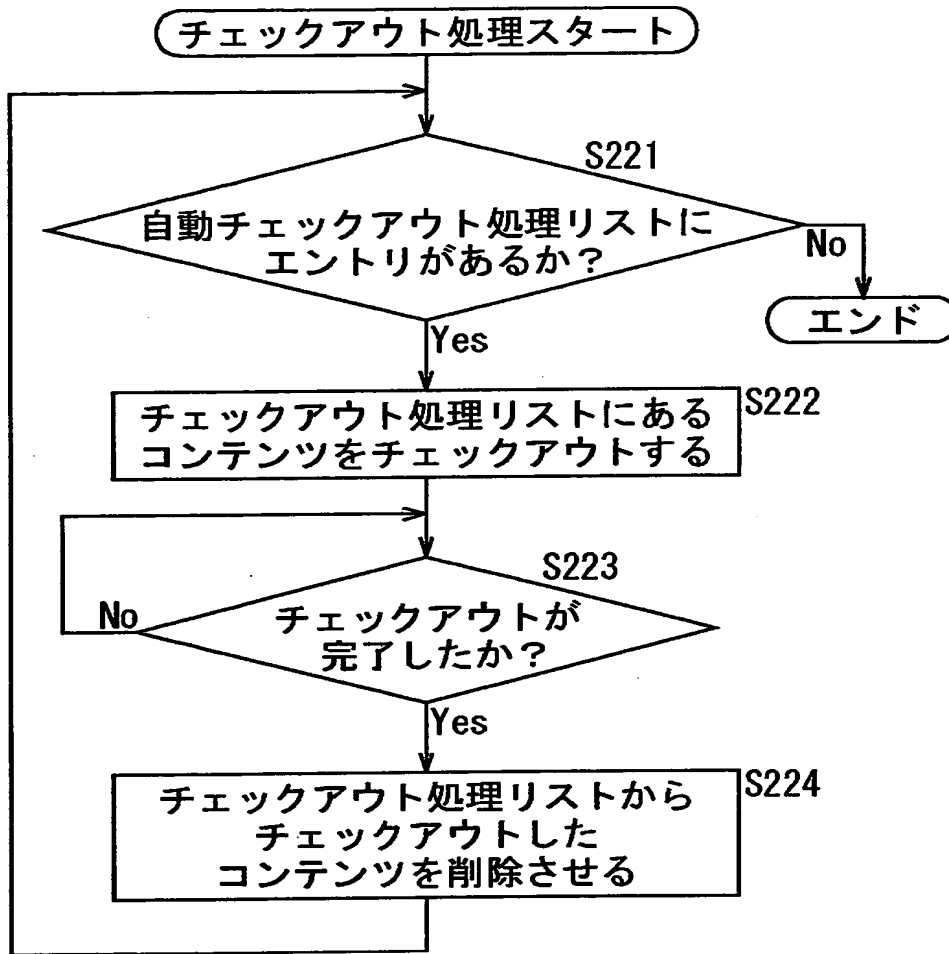 チェックアウト処理スタート
S221
自動チェックアウト処理リストに
エントリがあるか？
No
エンド
Yes
S222
チェックアウト処理リストにある
コンテンツをチェックアウトする
S223
No
チェックアウトが
完了したか？
Yes
S224
チェックアウト処理リストから
チェックアウトした
コンテンツを削除させる